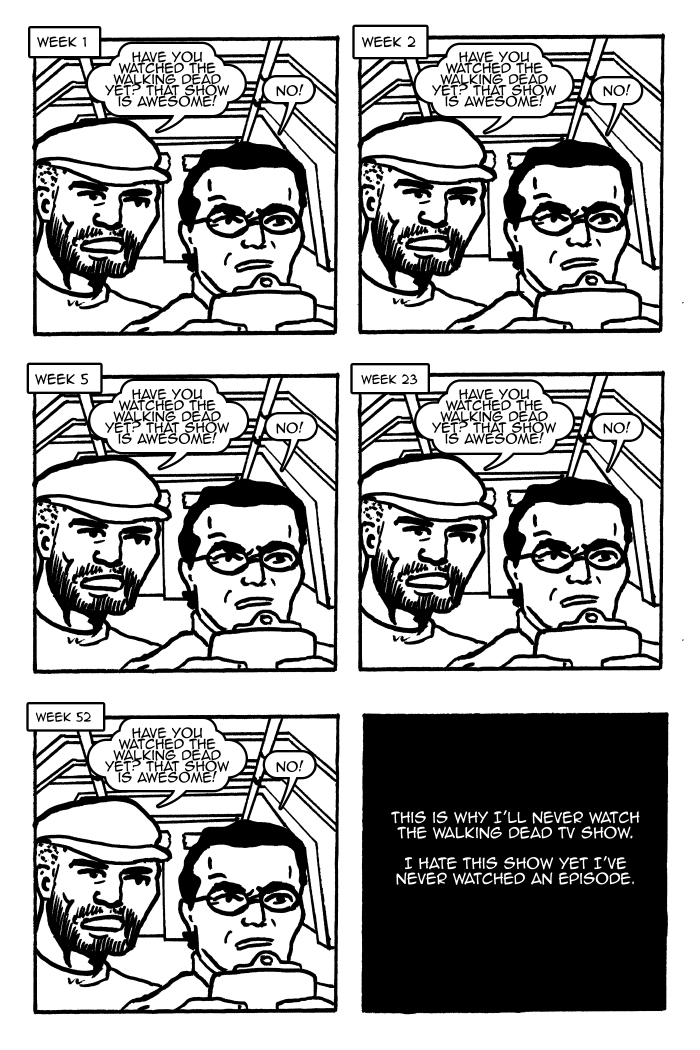 WEEK 1
HAVE YOU
WATCHED THE
WALKING DEAD
YET? THAT SHOW
IS AWESOME!
NO!
WEEK 2
HAVE YOU
WATCHED THE
WALKING DEAD
YET? THAT SHOW
IS AWESOME!
NO!
WEEK 5
HAVE YOU
WATCHED THE
WALKING DEAD
YET? THAT SHOW
IS AWESOME!
NO!
WEEK 23
HAVE YOU
WATCHED THE
WALKING DEAD
YET? THAT SHOW
IS AWESOME!
NO!
WEEK 52
HAVE YOU
WATCHED THE
WALKING DEAD
YET? THAT SHOW
IS AWESOME!
NO!
THIS IS WHY I'LL NEVER WATCH
THE WALKING DEAD TV SHOW.
I HATE THIS SHOW YET I'VE
NEVER WATCHED AN EPISODE.